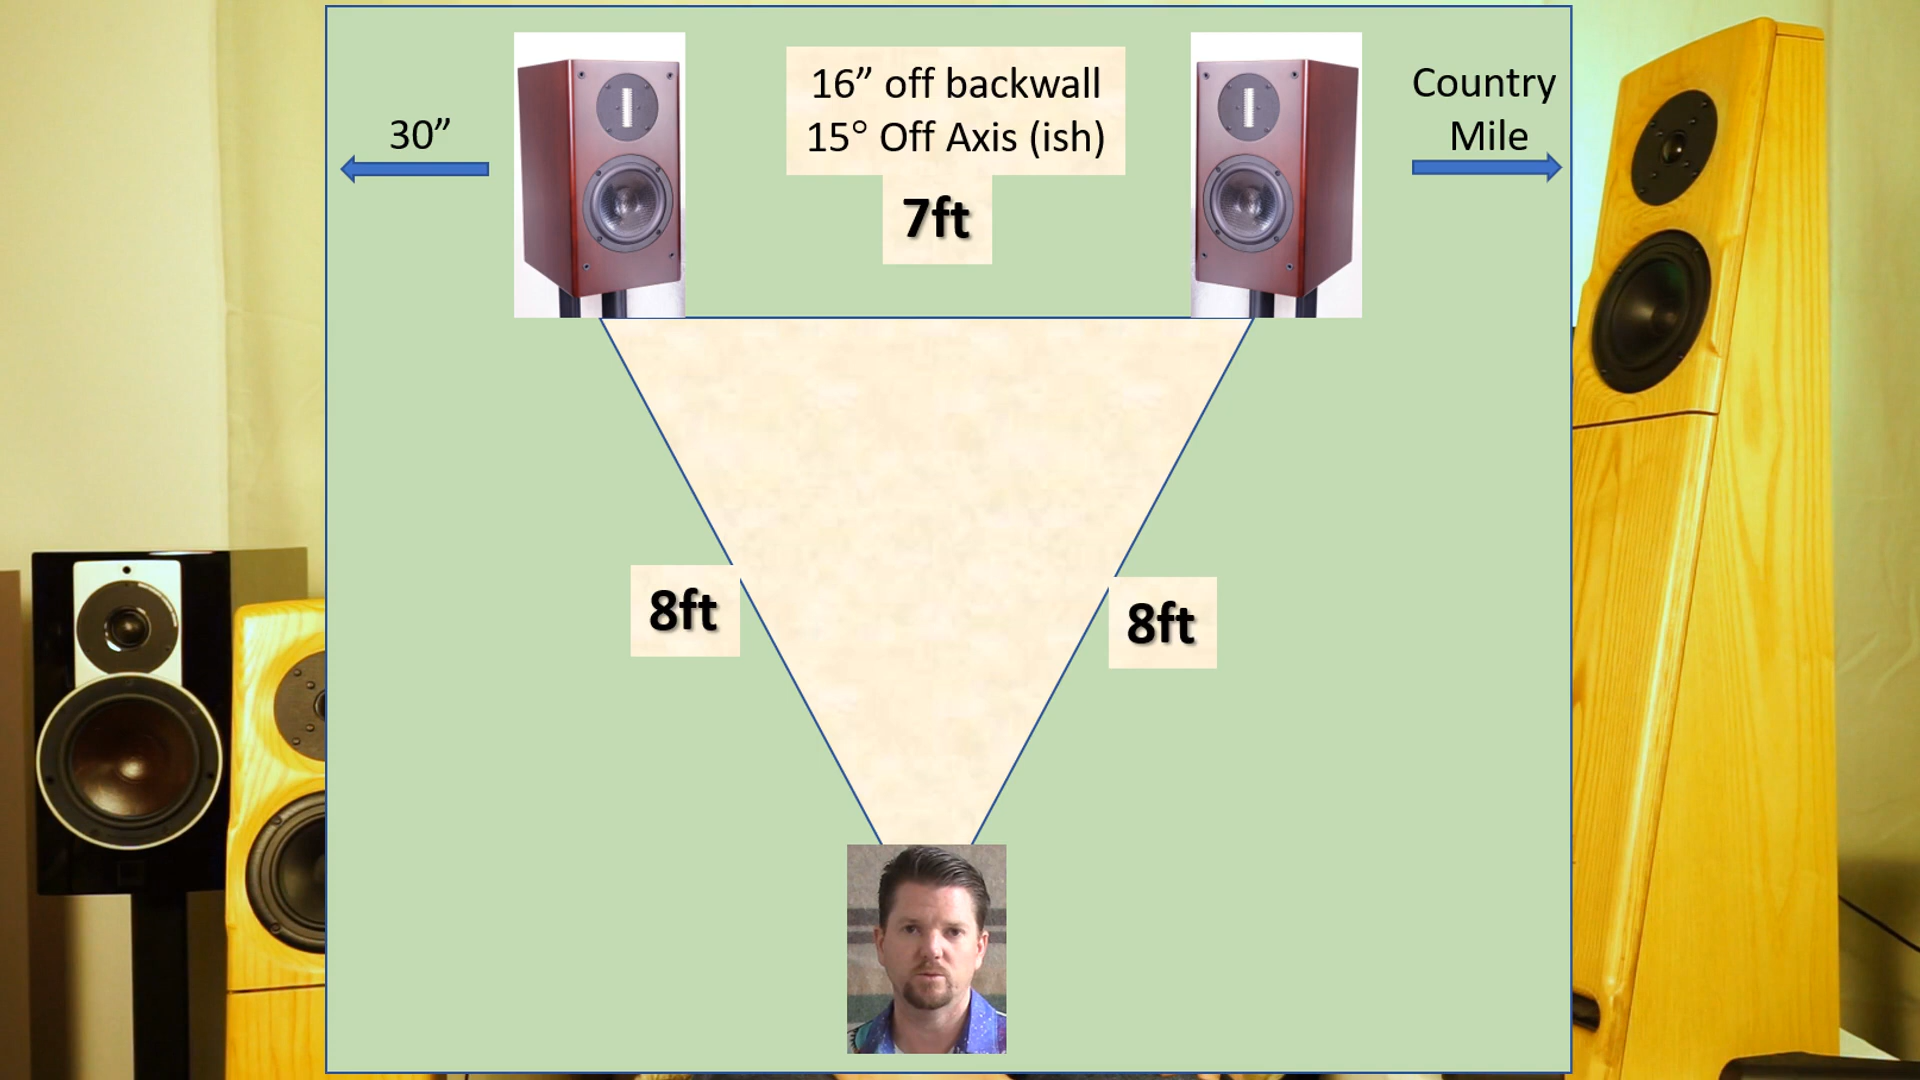 30”
16” off backwall
15° Off Axis (ish)
7ft
Country
Mile
8ft
8ft